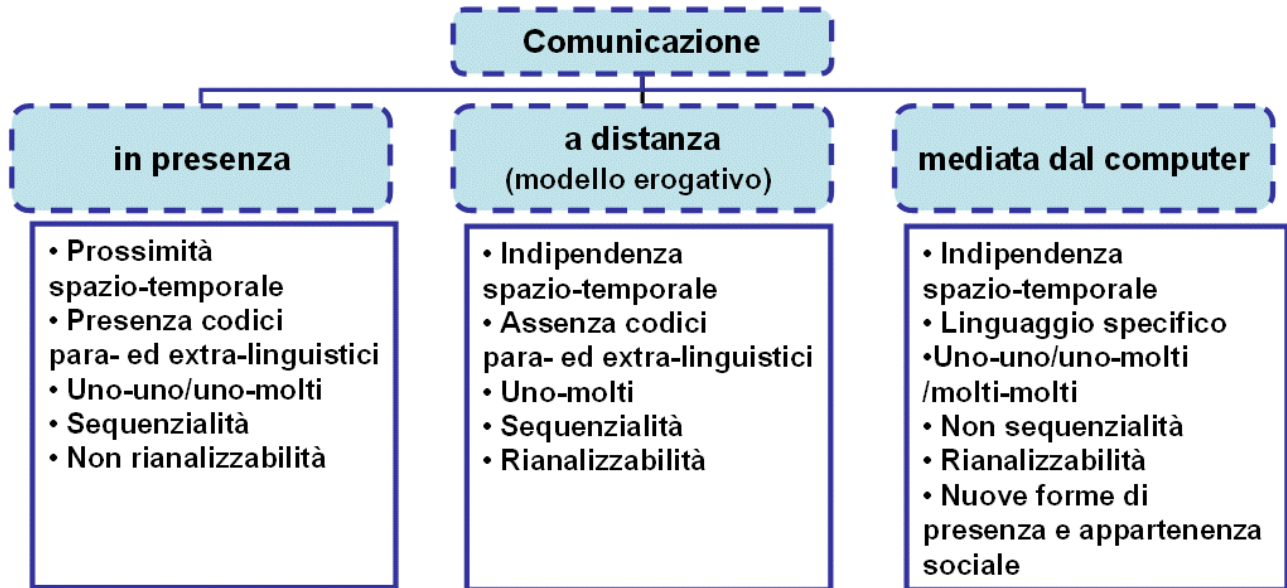 Comunicazione
in presenza
a distanza
(modello erogativo)
mediata dal computer
• Prossimità
spazio-temporale
• Presenza codici
para- ed extra-linguistici
• Uno-uno/uno-molti
• Sequenzialità
• Non rianalizzabilità
• Indipendenza
spazio-temporale
• Assenza codici
para- ed extra-linguistici
• Uno-molti
• Sequenzialità
• Rianalizzabilità
• Indipendenza
spazio-temporale
• Linguaggio specifico
•Uno-uno/uno-molti
/molti-molti
• Non sequenzialità
• Rianalizzabilità
• Nuove forme di
presenza e appartenenza
sociale